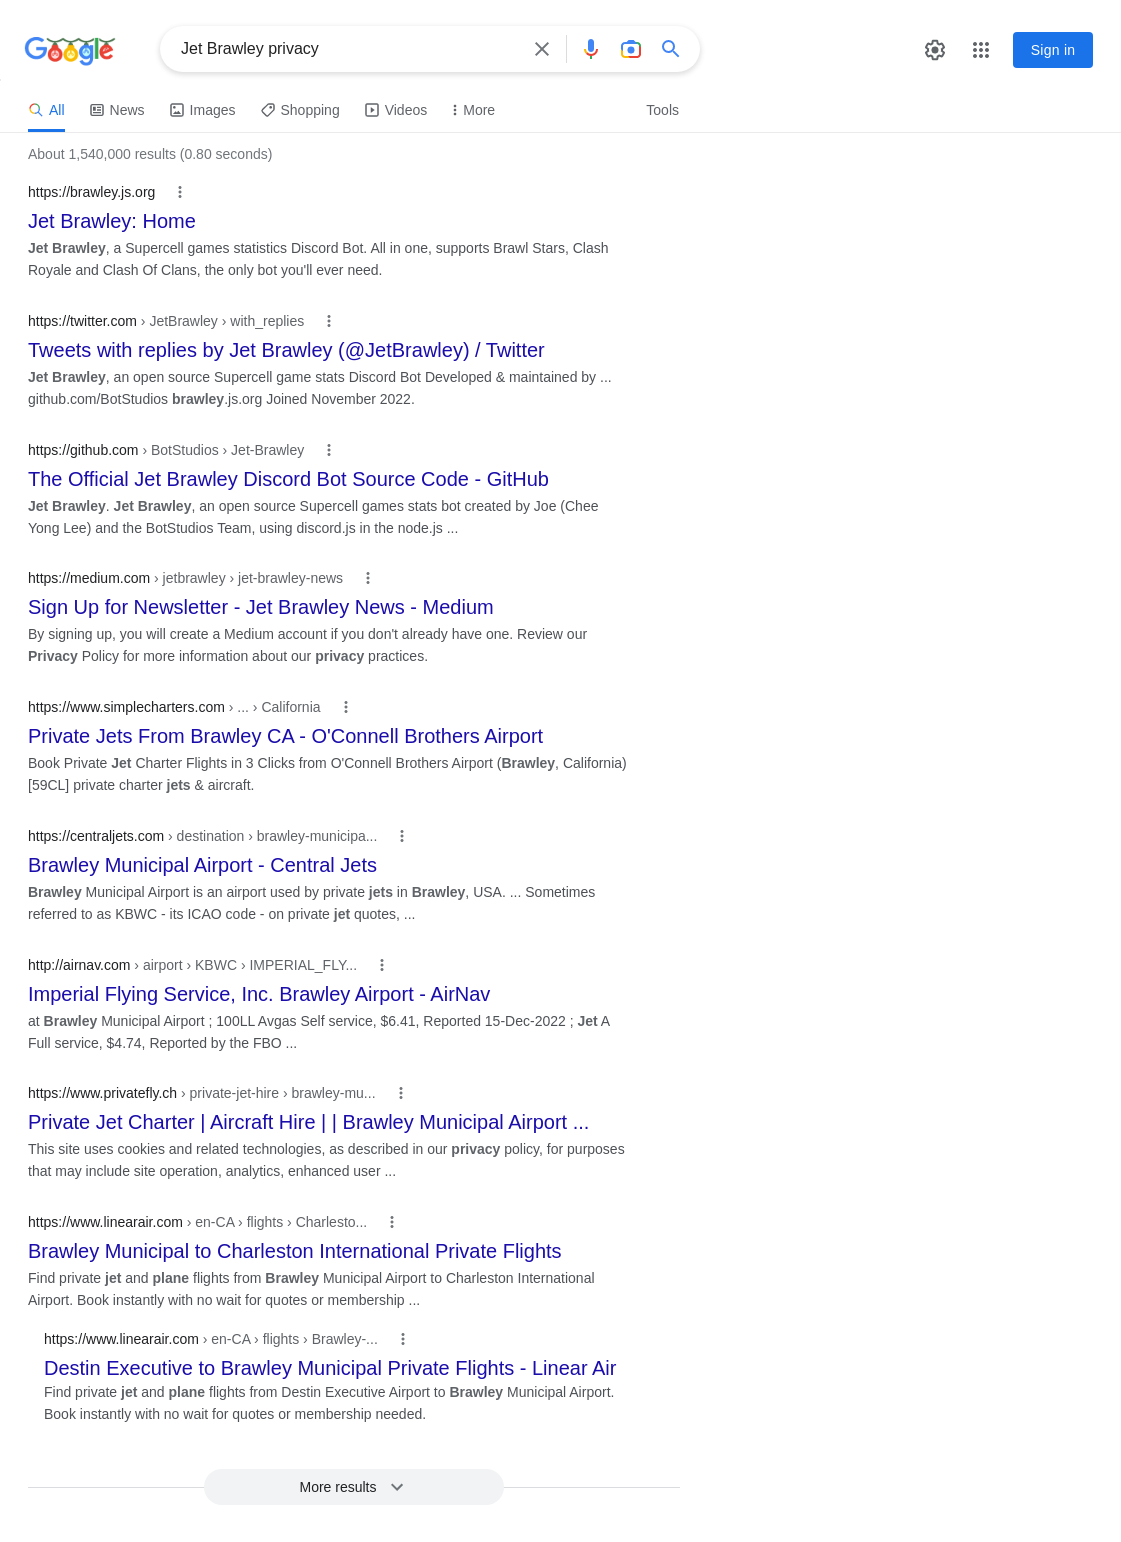 Google
Jet Brawley privacy
Sign in
All News Images Shopping Videos More Tools
About 1,540,000 results (0.80 seconds)
https://brawley.js.org
Jet Brawley: Home
Jet Brawley, a Supercell games statistics Discord Bot. All in one, supports Brawl Stars, Clash
Royale and Clash Of Clans, the only bot you'll ever need.
https://twitter.com › JetBrawley › with_replies
Tweets with replies by Jet Brawley (@JetBrawley) / Twitter
Jet Brawley, an open source Supercell game stats Discord Bot Developed & maintained by ...
github.com/BotStudios brawley.js.org Joined November 2022.
https://github.com › BotStudios › Jet-Brawley
The Official Jet Brawley Discord Bot Source Code - GitHub
Jet Brawley. Jet Brawley, an open source Supercell games stats bot created by Joe (Chee
Yong Lee) and the BotStudios Team, using discord.js in the node.js ...
https://medium.com › jetbrawley › jet-brawley-news
Sign Up for Newsletter - Jet Brawley News - Medium
By signing up, you will create a Medium account if you don't already have one. Review our
Privacy Policy for more information about our privacy practices.
https://www.simplecharters.com › ... › California
Private Jets From Brawley CA - O'Connell Brothers Airport
Book Private Jet Charter Flights in 3 Clicks from O'Connell Brothers Airport (Brawley, California)
[59CL] private charter jets & aircraft.
https://centraljets.com › destination › brawley-municipa...
Brawley Municipal Airport - Central Jets
Brawley Municipal Airport is an airport used by private jets in Brawley, USA. ... Sometimes
referred to as KBWC - its ICAO code - on private jet quotes, ...
http://airnav.com › airport › KBWC › IMPERIAL_FLY...
Imperial Flying Service, Inc. Brawley Airport - AirNav
at Brawley Municipal Airport ; 100LL Avgas Self service, $6.41, Reported 15-Dec-2022 ; Jet A
Full service, $4.74, Reported by the FBO ...
https://www.privatefly.ch › private-jet-hire › brawley-mu...
Private Jet Charter | Aircraft Hire | | Brawley Municipal Airport ...
This site uses cookies and related technologies, as described in our privacy policy, for purposes
that may include site operation, analytics, enhanced user ...
https://www.linearair.com › en-CA › flights › Charlesto...
Brawley Municipal to Charleston International Private Flights
Find private jet and plane flights from Brawley Municipal Airport to Charleston International
Airport. Book instantly with no wait for quotes or membership ...
https://www.linearair.com › en-CA › flights › Brawley-...
Destin Executive to Brawley Municipal Private Flights - Linear Air
Find private jet and plane flights from Destin Executive Airport to Brawley Municipal Airport.
Book instantly with no wait for quotes or membership needed.
More results